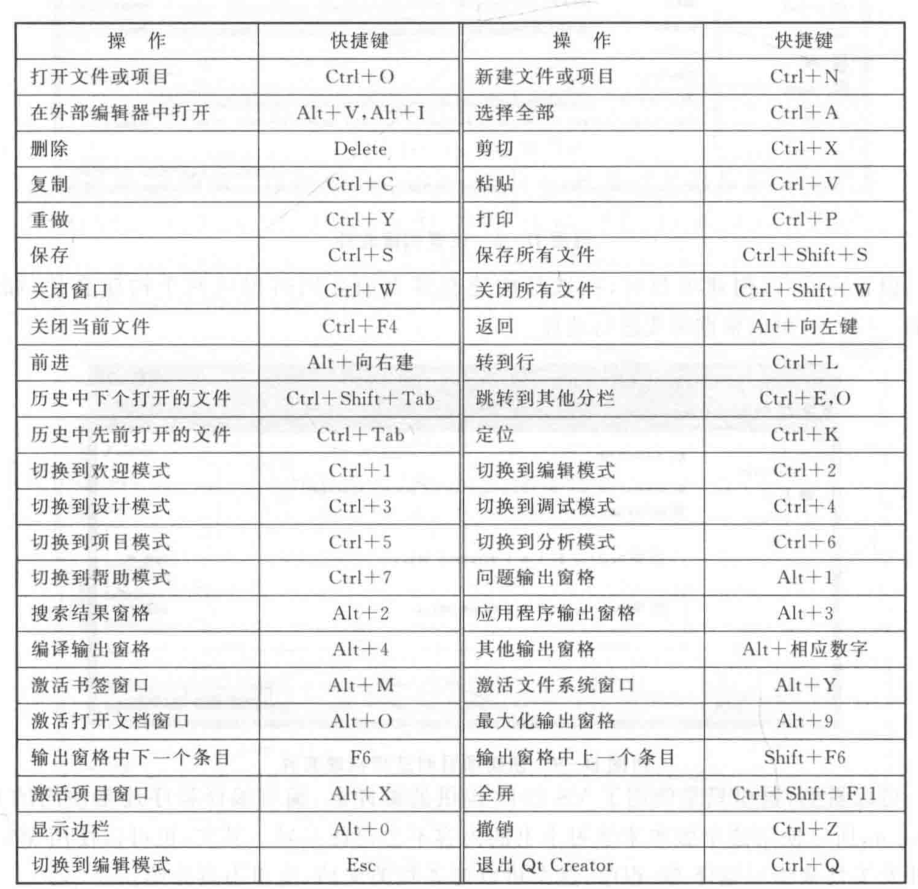 操 作 快捷键 操 作 快捷键
打开文件或项目 Ctrl+O 新建文件或项目 Ctrl+N
在外部编辑器中打开 Alt+V,Alt+I 选择全部 Ctrl+A
删除 Delete 剪切 Ctrl+X
复制 Ctrl+C 粘贴 Ctrl+V
重做 Ctrl+Y 打印 Ctrl+P
保存 Ctrl+S 保存所有文件 Ctrl+Shift+S
关闭窗口 Ctrl+W 关闭所有文件 Ctrl+Shift+W
关闭当前文件 Ctrl+F4 返回 Alt+向左键
前进 Alt+向右建 转到行 Ctrl+L
历史中下个打开的文件 Ctrl+Shift+Tab 跳转到其他分栏 Ctrl+E,O
历史中先前打开的文件 Ctrl+Tab 定位 Ctrl+K
切换到欢迎模式 Ctrl+1 切换到编辑模式 Ctrl+2
切换到设计模式 Ctrl+3 切换到调试模式 Ctrl+4
切换到项目模式 Ctrl+5 切换到分析模式 Ctrl+6
切换到帮助模式 Ctrl+7 问题输出窗格 Alt+1
搜索结果窗格 Alt+2 应用程序输出窗格 Alt+3
编译输出窗格 Alt+4 其他输出窗格 Alt+相应数字
激活书签窗口 Alt+M 激活文件系统窗口 Alt+Y
激活打开文档窗口 Alt+O 最大化输出窗格 Alt+9
输出窗格中下一个条目 F6 输出窗格中上一个条目 Shift+F6
激活项目窗口 Alt+X 全屏 Ctrl+Shift+F11
显示边栏 Alt+0 撤销 Ctrl+Z
切换到编辑模式 Esc 退出 Qt Creator Ctrl+Q